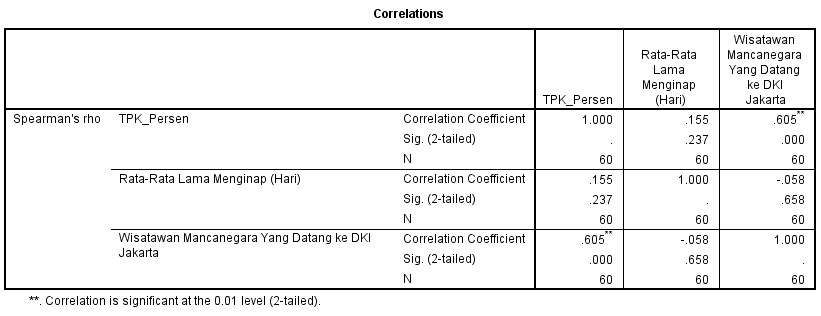 Correlations
TPK_Persen Rata-Rata Lama Menginap (Hari) Wisatawan Mancanegara Yang Datang ke DKI Jakarta
Spearman's rho TPK_Persen Correlation Coefficient 1.000 .155 .605**
Sig. (2-tailed) . .237 .000
N 60 60 60
Rata-Rata Lama Menginap (Hari) Correlation Coefficient .155 1.000 -.058
Sig. (2-tailed) .237 . .658
N 60 60 60
Wisatawan Mancanegara Yang Datang ke DKI Jakarta Correlation Coefficient .605** -.058 1.000
Sig. (2-tailed) .000 .658 .
N 60 60 60
**. Correlation is significant at the 0.01 level (2-tailed).